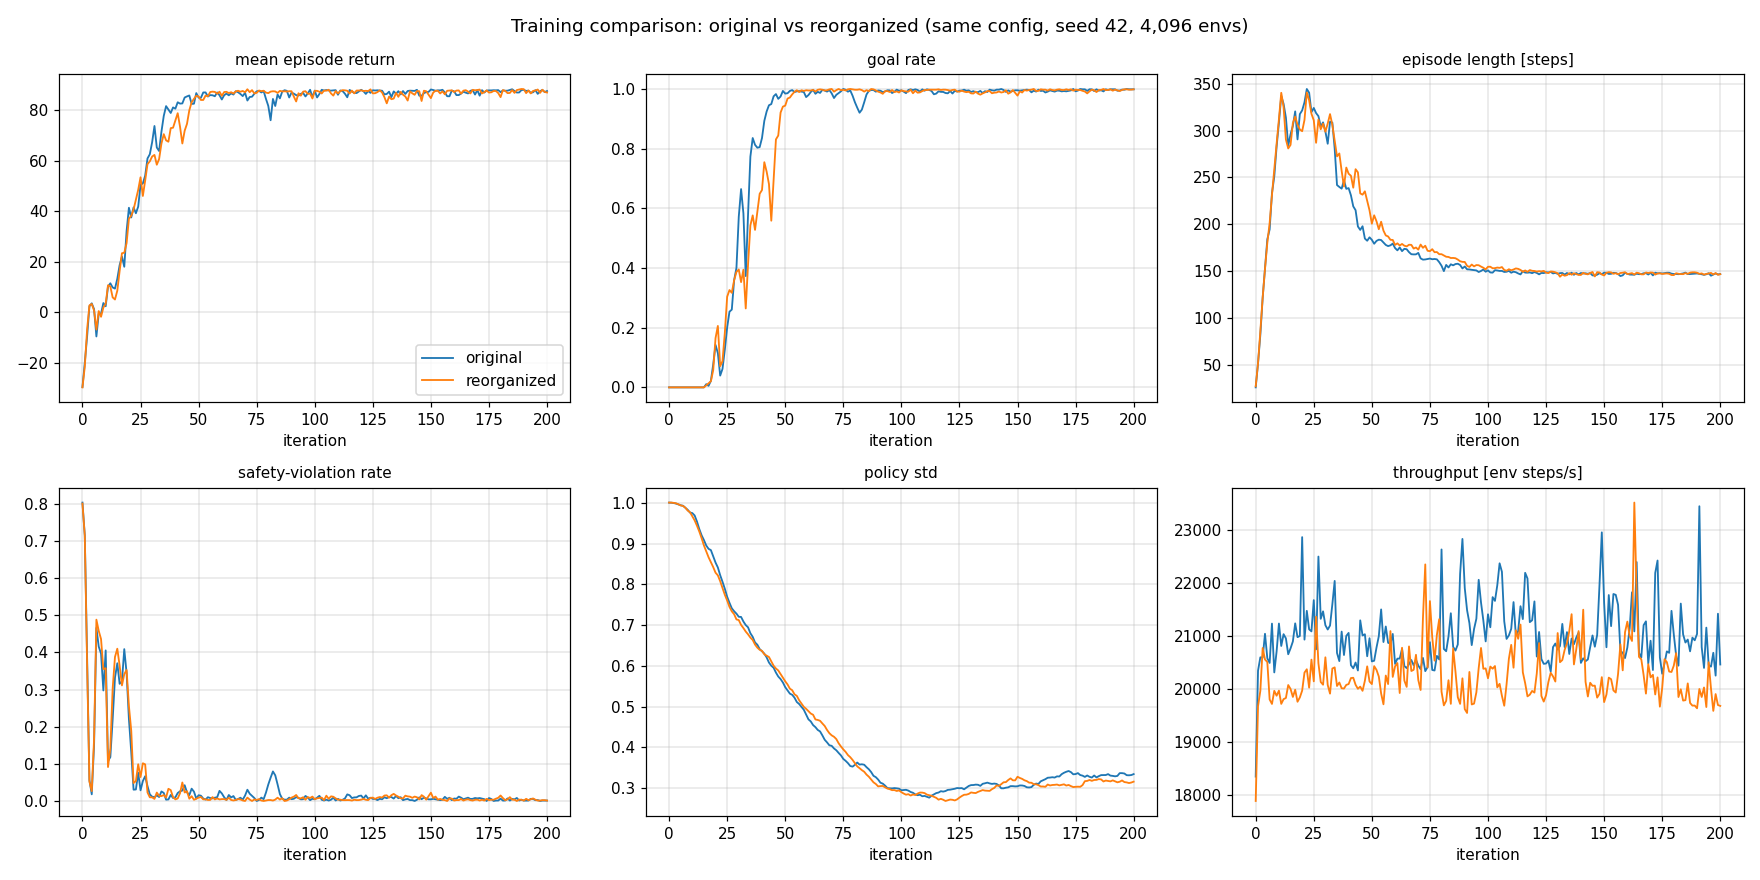 Training comparison: original vs reorganized (same config, seed 42, 4,096 envs)
mean episode return
80
60
40
20
0
−20
original
reorganized
0 25 50 75 100 125 150 175 200
iteration
goal rate
1.0
0.8
0.6
0.4
0.2
0.0
0 25 50 75 100 125 150 175 200
iteration
episode length [steps]
350
300
250
200
150
100
50
0 25 50 75 100 125 150 175 200
iteration
safety-violation rate
0.8
0.7
0.6
0.5
0.4
0.3
0.2
0.1
0.0
0 25 50 75 100 125 150 175 200
iteration
policy std
1.0
0.9
0.8
0.7
0.6
0.5
0.4
0.3
0 25 50 75 100 125 150 175 200
iteration
throughput [env steps/s]
23000
22000
21000
20000
19000
18000
0 25 50 75 100 125 150 175 200
iteration